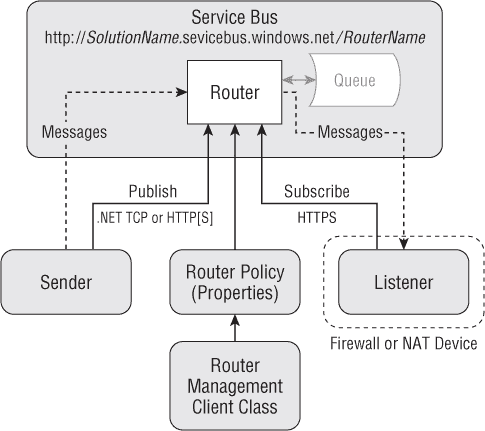 Service Bus
http://SolutionName.sevicebus.windows.net/RouterName
Router
Queue
Messages
Messages
Publish
.NET TCP or HTTP[S]
Subscribe
HTTPS
Sender
Router Policy
(Properties)
Listener
Firewall or NAT Device
Router
Management
Client Class